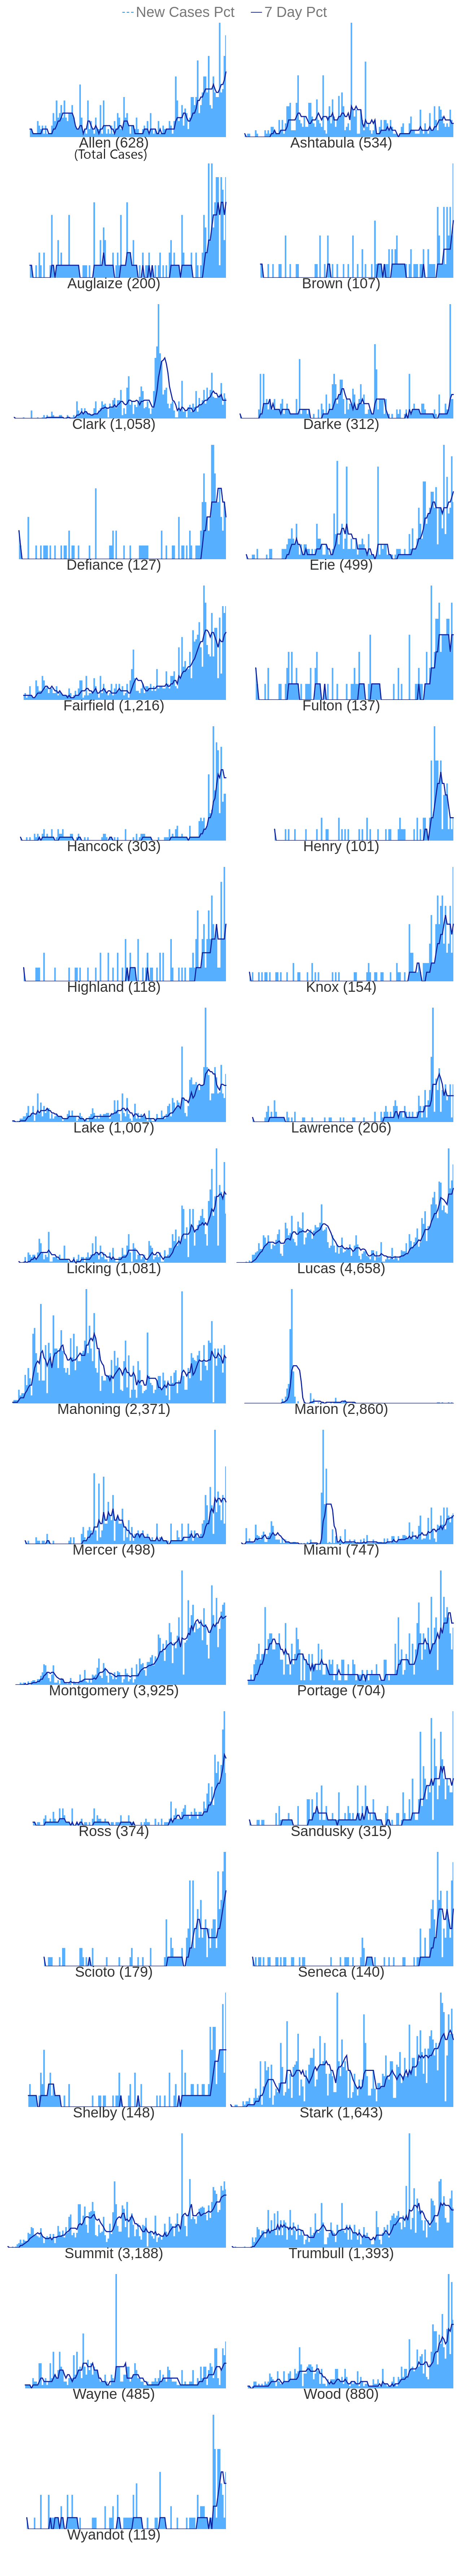 New Cases Pct 7 Day Pct
Allen (628) Ashtabula (534)
(Total Cases)
Auglaize (200) Brown (107)
Clark (1,058) Darke (312)
Defiance (127) Erie (499)
Fairfield (1,216) Fulton (137)
Hancock (303) Henry (101)
Highland (118) Knox (154)
Lake (1,007) Lawrence (206)
Licking (1,081) Lucas (4,658)
Mahoning (2,371) Marion (2,860)
Mercer (498) Miami (747)
Montgomery (3,925) Portage (704)
Ross (374) Sandusky (315)
Scioto (179) Seneca (140)
Shelby (148) Stark (1,643)
Summit (3,188) Trumbull (1,393)
Wayne (485) Wood (880)
Wyandot (119)